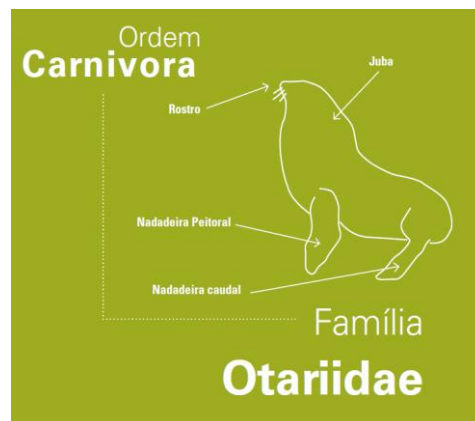 Ordem
Carnivora
Juba
Rostro
Nadadeira Peitoral
Nadadeira caudal
Família
Otariidae